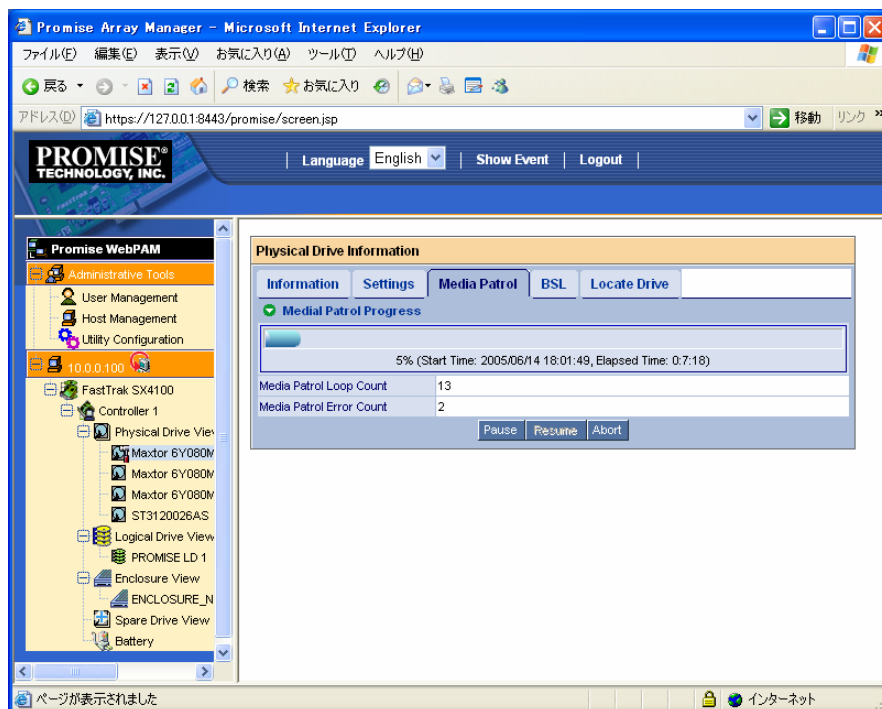 Promise Array Manager - Microsoft Internet Explorer
ファイル(F) 編集(E) 表示(V) お気に入り(A) ツール(T) ヘルプ(H)
戻る 検索 お気に入り
アドレス(D) https://127.0.0.1:8443/promise/screen.jsp 移動 リンク »
PROMISE®
TECHNOLOGY, INC.
| Language English | Show Event | Logout |
Promise WebPAM
Administrative Tools
User Management
Host Management
Utility Configuration
10.0.0.100
FastTrak SX4100
Controller 1
Physical Drive View
Maxtor 6Y080M
Maxtor 6Y080M
Maxtor 6Y080M
ST3120026AS
Logical Drive View
PROMISE LD 1
Enclosure View
ENCLOSURE_N
Spare Drive View
Battery
Physical Drive Information
Information Settings Media Patrol BSL Locate Drive
Medial Patrol Progress
5% (Start Time: 2005/06/14 18:01:49, Elapsed Time: 0:7:18)
Media Patrol Loop Count 13
Media Patrol Error Count 2
Pause Resume Abort
ページが表示されました インターネット